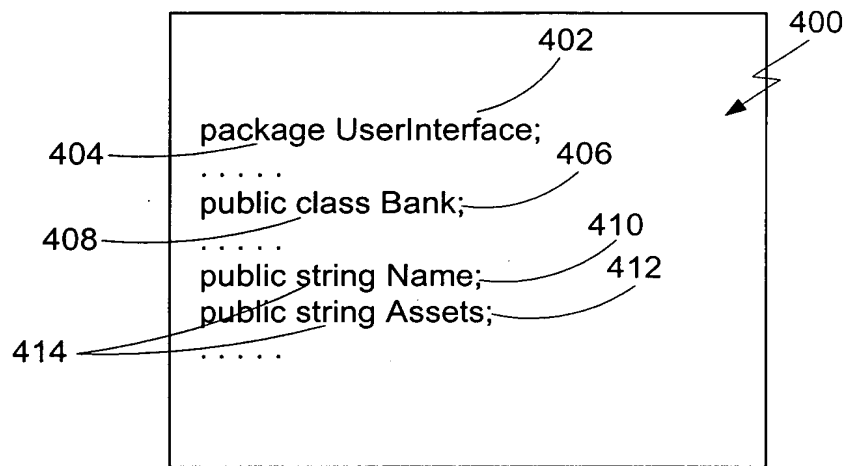 402
400
package UserInterface;
404
. . . . .
406
public class Bank;
408
. . . . .
410
public string Name;
412
public string Assets;
414
. . . . .